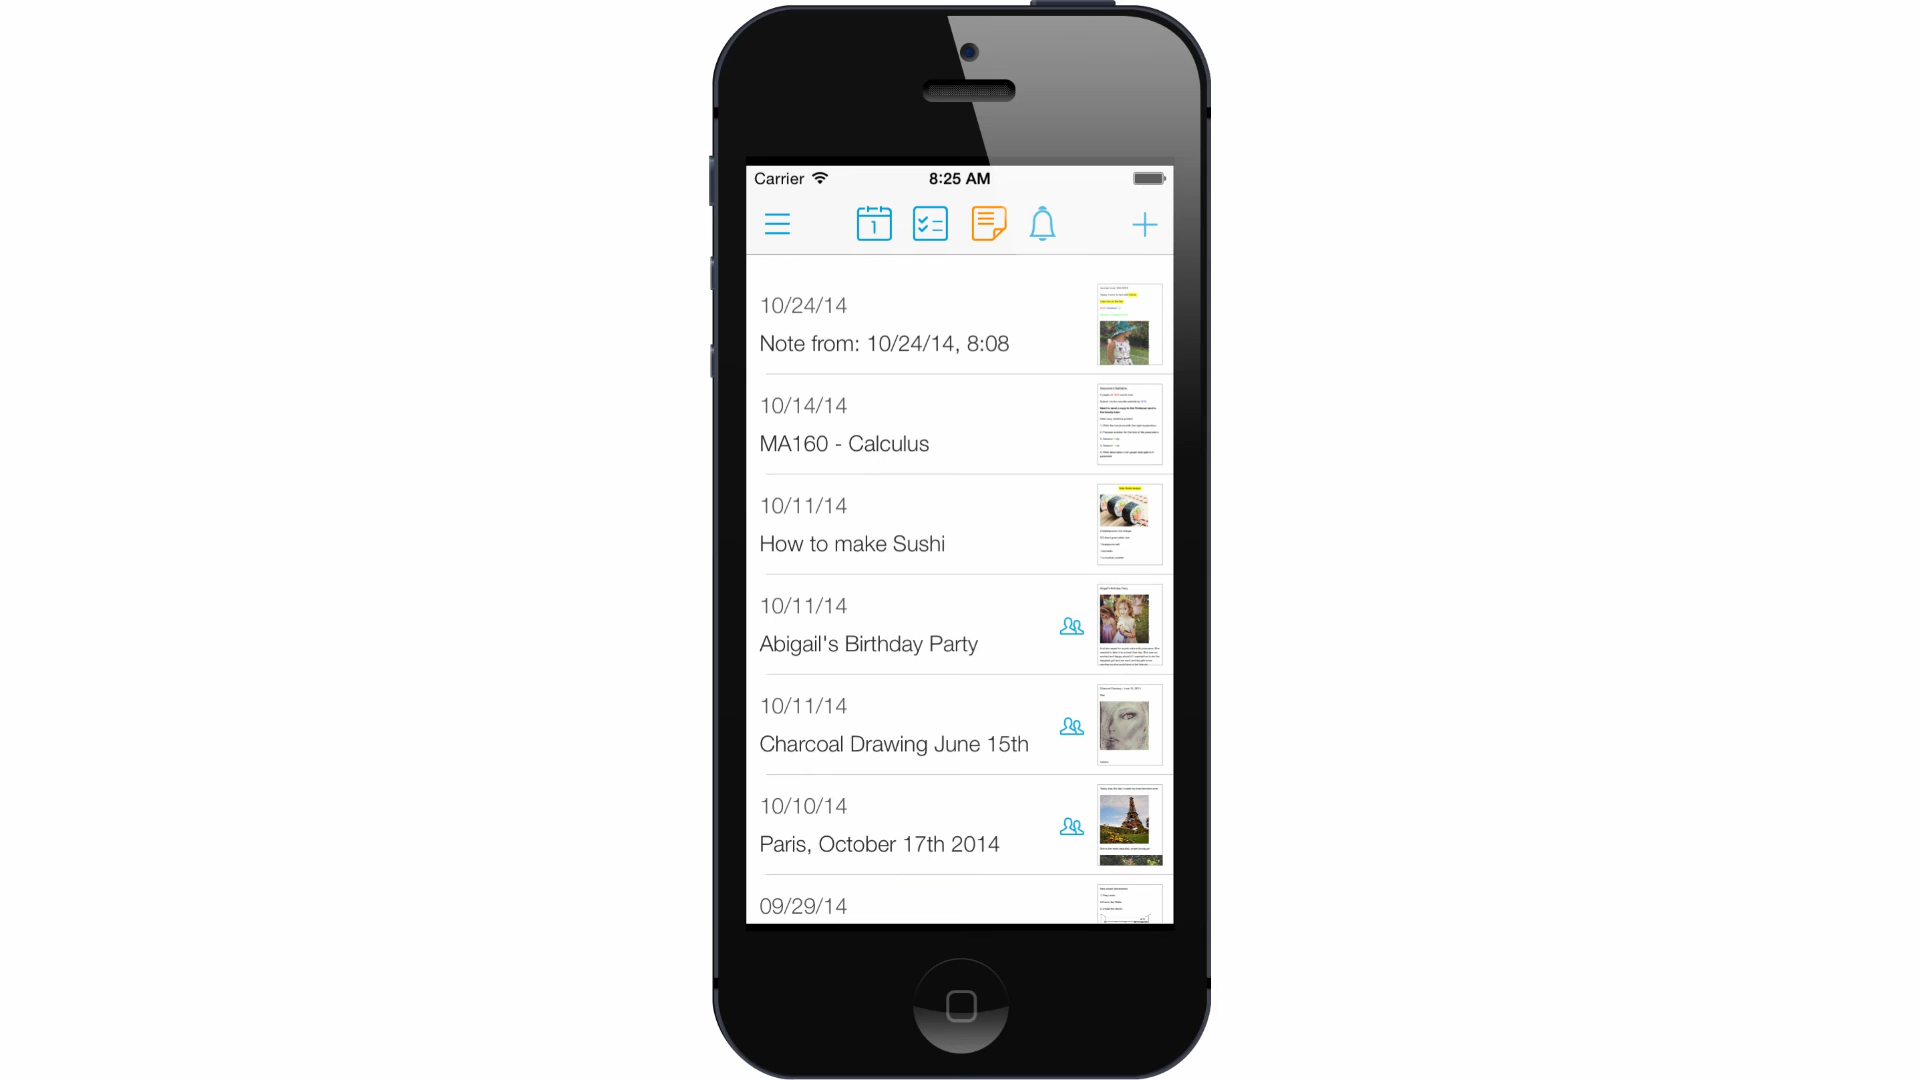 Carrier 8:25 AM
1
10/24/14
Note from: 10/24/14, 8:08
10/14/14
MA160 - Calculus
10/11/14
How to make Sushi
10/11/14
Abigail's Birthday Party
10/11/14
Charcoal Drawing June 15th
10/10/14
Paris, October 17th 2014
09/29/14